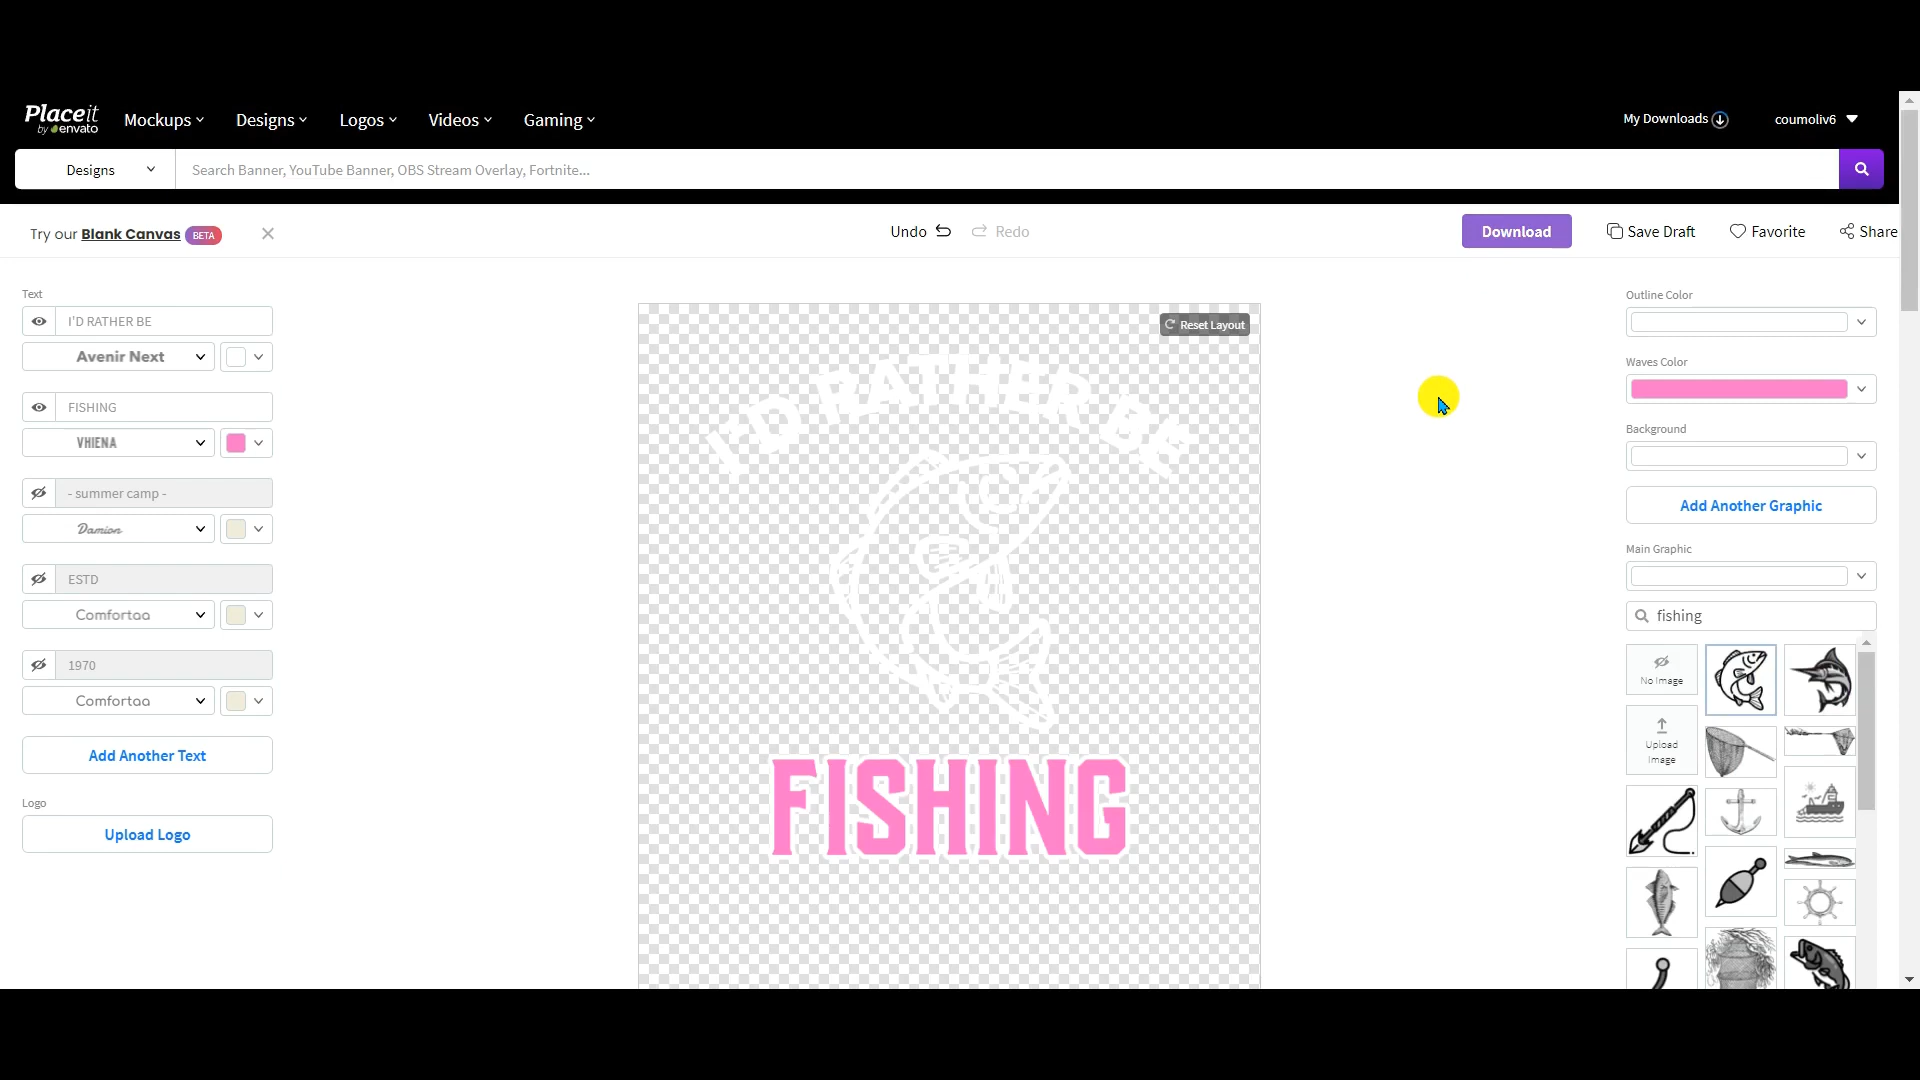 Placeit
by envato
Mockups
Designs
Logos
Videos
Gaming
My Downloads
coumoliv6
Designs
Search Banner, YouTube Banner, OBS Stream Overlay, Fortnite...
Try our Blank Canvas BETA
Undo
Redo
Download
Save Draft
Favorite
Share
Text
I'D RATHER BE
Avenir Next
FISHING
VHIENA
- summer camp -
Damion
ESTD
Comfortaa
1970
Comfortaa
Add Another Text
Logo
Upload Logo
Reset Layout
I'D RATHER BE
FISHING
Outline Color
Waves Color
Background
Add Another Graphic
Main Graphic
fishing
No Image
Upload
Image